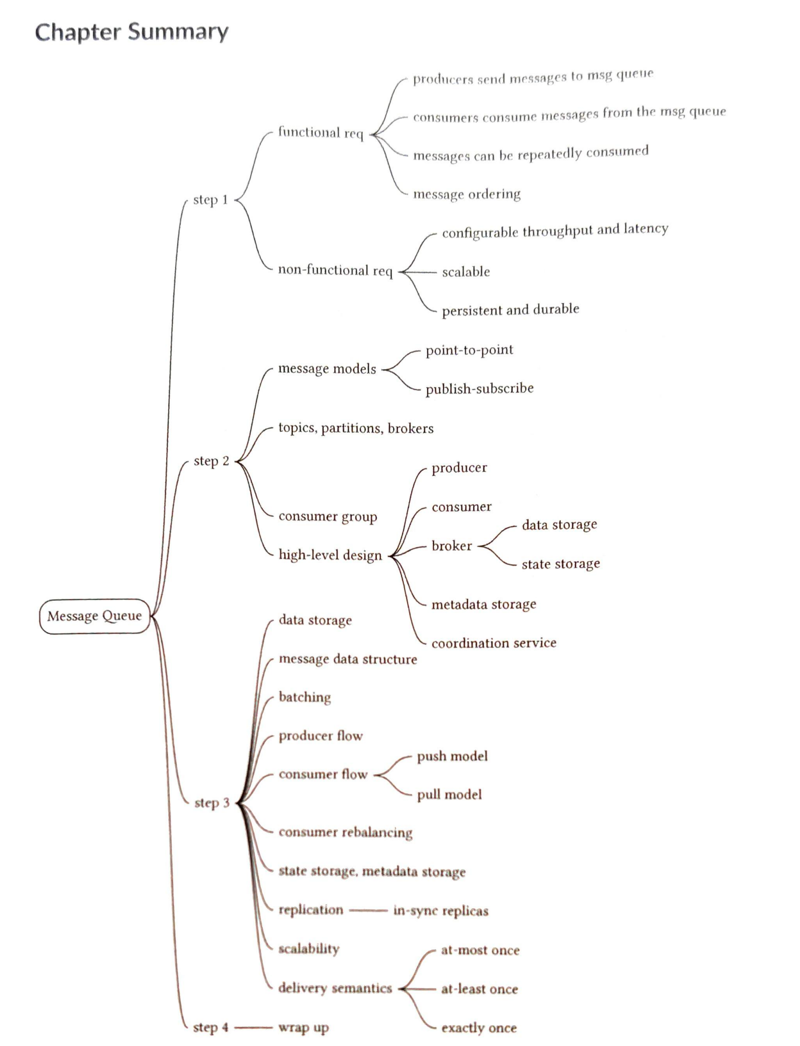 Chapter Summary
producers send messages to msg queue
functional req
consumers consume messages from the msg queue
messages can be repeatedly consumed
message ordering
step 1
configurable throughput and latency
non-functional req
scalable
persistent and durable
message models
point-to-point
publish-subscribe
topics, partitions, brokers
step 2
producer
consumer group
consumer
high-level design
broker
data storage
state storage
metadata storage
coordination service
Message Queue
data storage
message data structure
batching
producer flow
push model
consumer flow
pull model
step 3
consumer rebalancing
state storage, metadata storage
replication
in-sync replicas
scalability
at-most once
delivery semantics
at-least once
exactly once
step 4
wrap up